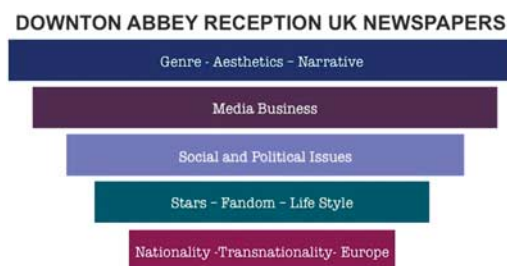 DOWNTON ABBEY RECEPTION UK NEWSPAPERS
Genre - Aesthetics – Narrative
Media Business
Social and Political Issues
Stars – Fandom – Life Style
Nationality -Transnationality- Europe